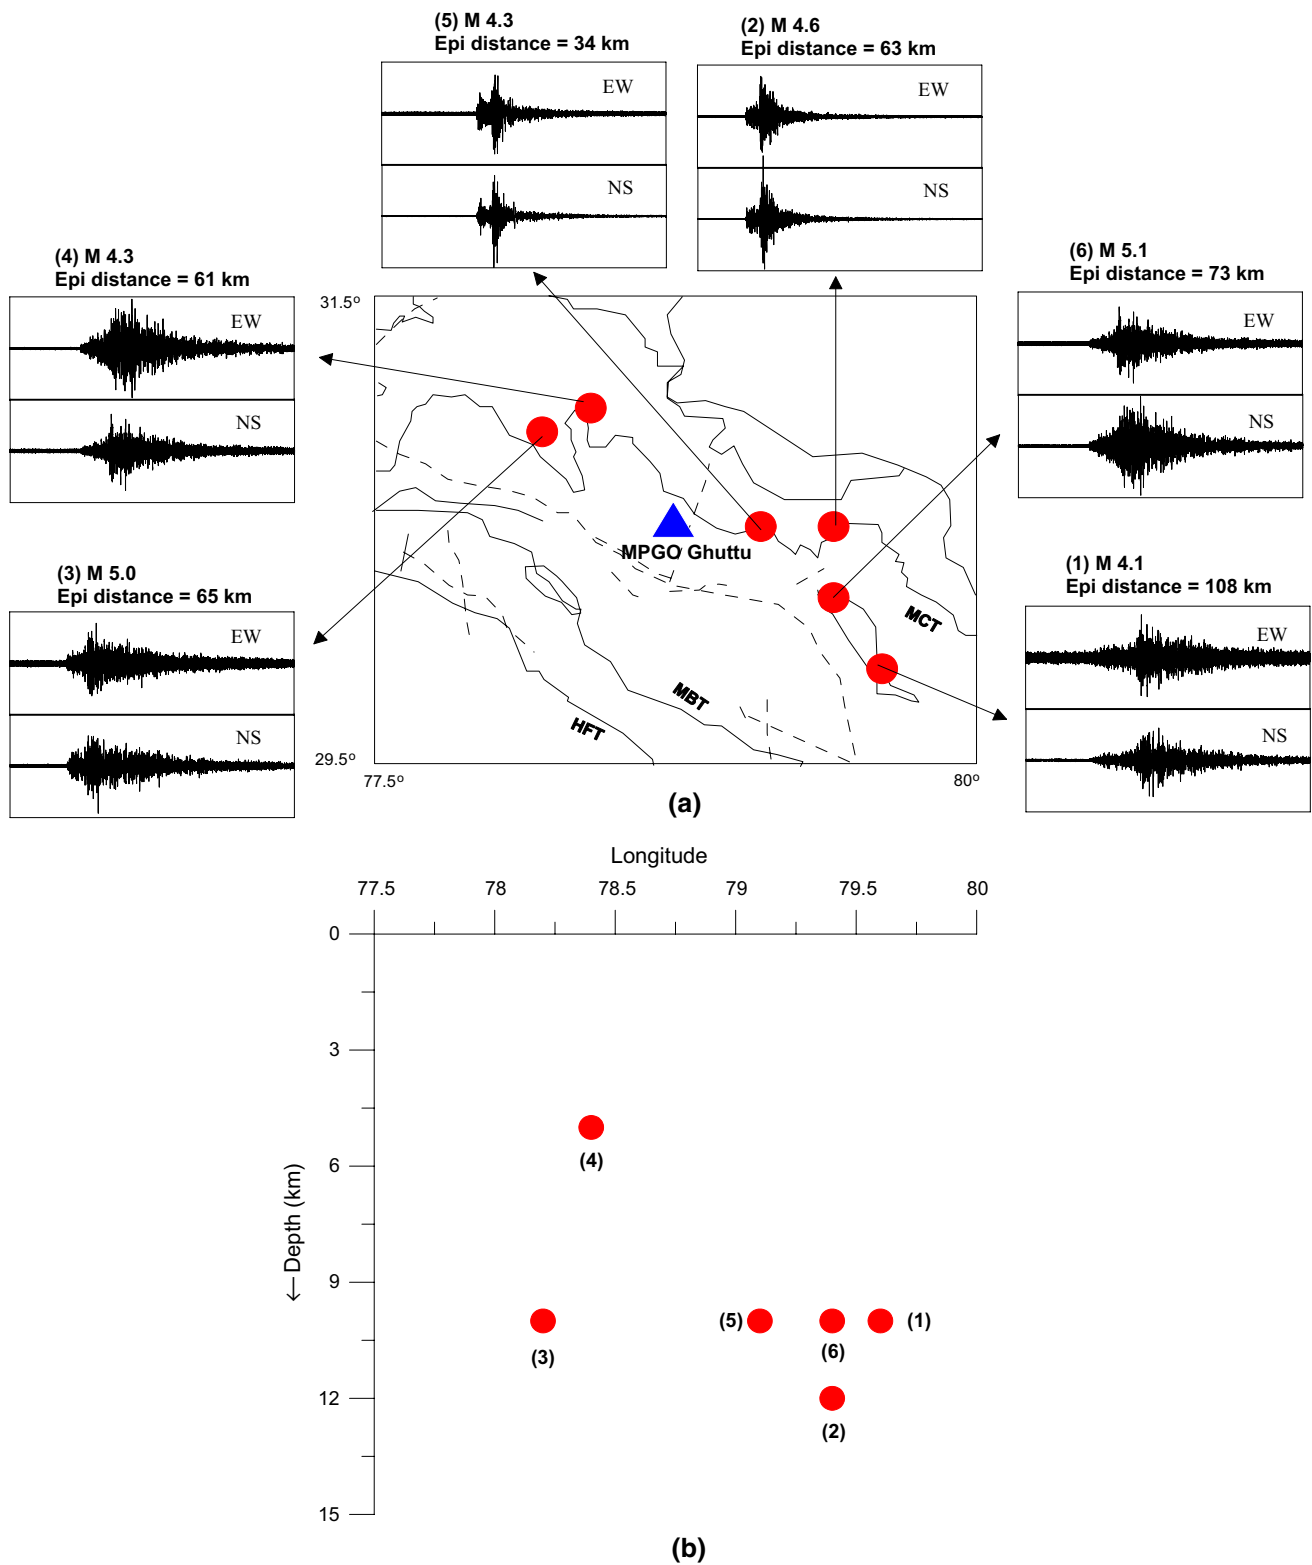 (5) M 4.3
Epi distance = 34 km
EW
NS
(2) M 4.6
Epi distance = 63 km
EW
NS
(4) M 4.3
Epi distance = 61 km
EW
NS
(6) M 5.1
Epi distance = 73 km
EW
NS
(3) M 5.0
Epi distance = 65 km
EW
NS
(1) M 4.1
Epi distance = 108 km
EW
NS
31.5°
MPGO Ghuttu
MCT
MBT
HFT
29.5°
77.5°
80°
(a)
Longitude
77.5 78 78.5 79 79.5 80
0
3
6
9
12
15
←Depth (km)
(4)
(3)
(5)
(6)
(1)
(2)
(b)